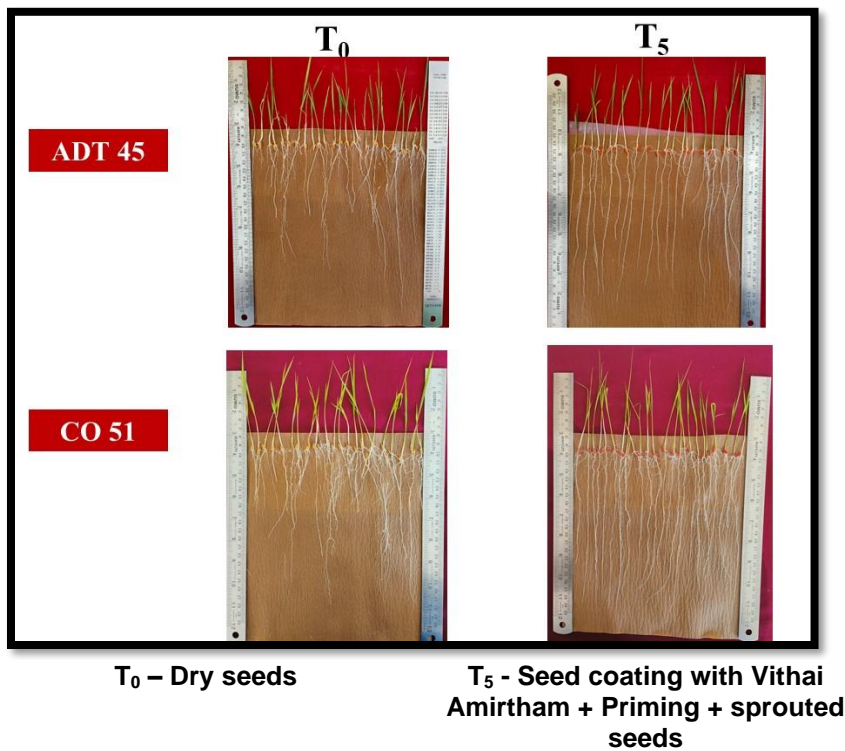 T₀
T₅
ADT 45
CO 51
T₀ – Dry seeds
T₅ - Seed coating with Vithai
Amirtham + Priming + sprouted
seeds